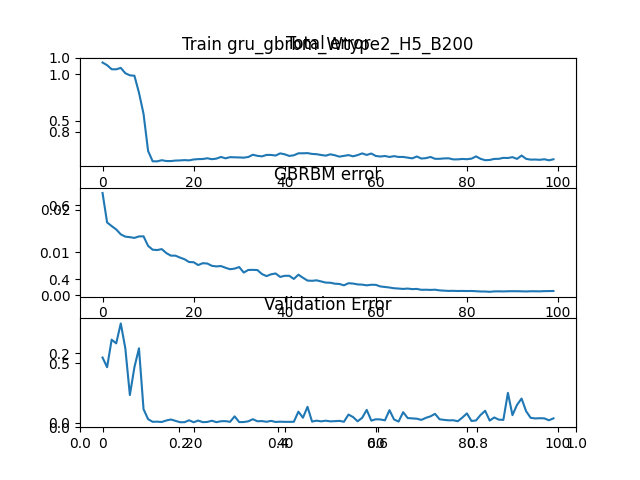 Train gru_gbrbm_Wtype2_H5_B200
Total error
1.0
1.0
0.5
0.8
0 20 40 60 80 100
GBRBM error
0.6
0.02
0.01
0.4
0.00
0 20 40 60 80 100
Validation Error
0.2
0.5
0.0
0.0
0.0 0 0.2 20 0.4 40 0.6 60 80 0.8 100 1.0